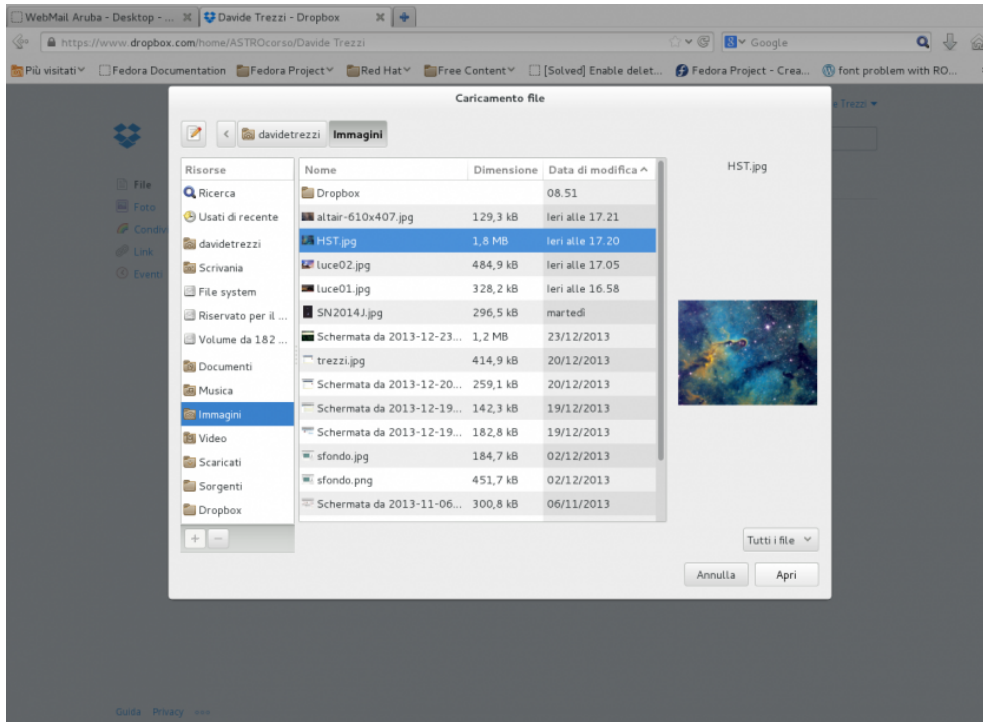 WebMail Aruba - Desktop - ... Davide Trezzi - Dropbox
https://www.dropbox.com/home/ASTROcorso/Davide Trezzi Google
Più visitati Fedora Documentation Fedora Project Red Hat Free Content [Solved] Enable delet... Fedora Project - Crea... font problem with RO...
Caricamento file
e Trezzi
davidetrezzi Immagini
File
Foto
Condivi
Link
Eventi
Risorse
Ricerca
Usati di recente
davidetrezzi
Scrivania
File system
Riservato per il ...
Volume da 182 ...
Documenti
Musica
Immagini
Video
Scaricati
Sorgenti
Dropbox
Nome Dimensione Data di modifica
Dropbox 08.51
altair-610x407.jpg 129,3 kB Ieri alle 17.21
HST.jpg 1,8 MB Ieri alle 17.20
luce02.jpg 484,9 kB Ieri alle 17.05
luce01.jpg 328,2 kB Ieri alle 16.58
SN2014J.jpg 296,5 kB martedì
Schermata da 2013-12-23... 1,2 MB 23/12/2013
trezzi.jpg 414,9 kB 20/12/2013
Schermata da 2013-12-20... 259,1 kB 20/12/2013
Schermata da 2013-12-19... 142,3 kB 19/12/2013
Schermata da 2013-12-19... 182,8 kB 19/12/2013
sfondo.jpg 184,7 kB 02/12/2013
sfondo.png 451,7 kB 02/12/2013
Schermata da 2013-11-06... 300,8 kB 06/11/2013
HST.jpg
Tutti i file
Annulla Apri
Guida Privacy